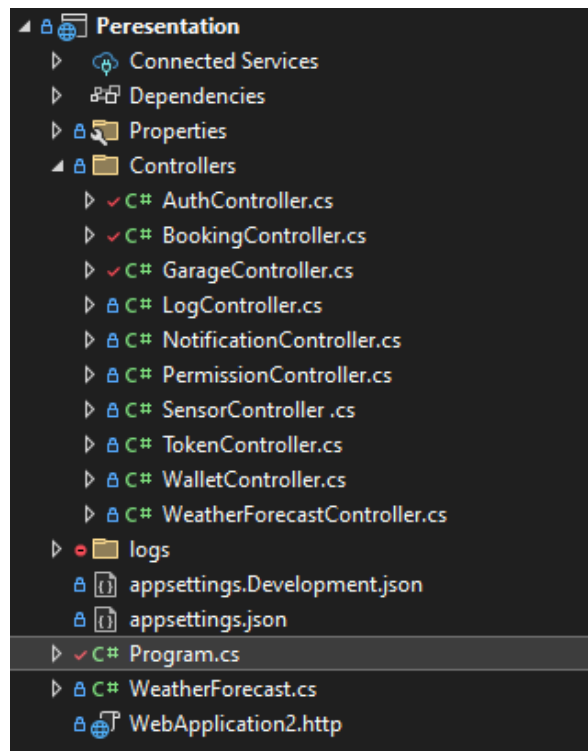 Peresentation
Connected Services
Dependencies
Properties
Controllers
C# AuthController.cs
C# BookingController.cs
C# GarageController.cs
C# LogController.cs
C# NotificationController.cs
C# PermissionController.cs
C# SensorController .cs
C# TokenController.cs
C# WalletController.cs
C# WeatherForecastController.cs
logs
appsettings.Development.json
appsettings.json
C# Program.cs
C# WeatherForecast.cs
WebApplication2.http